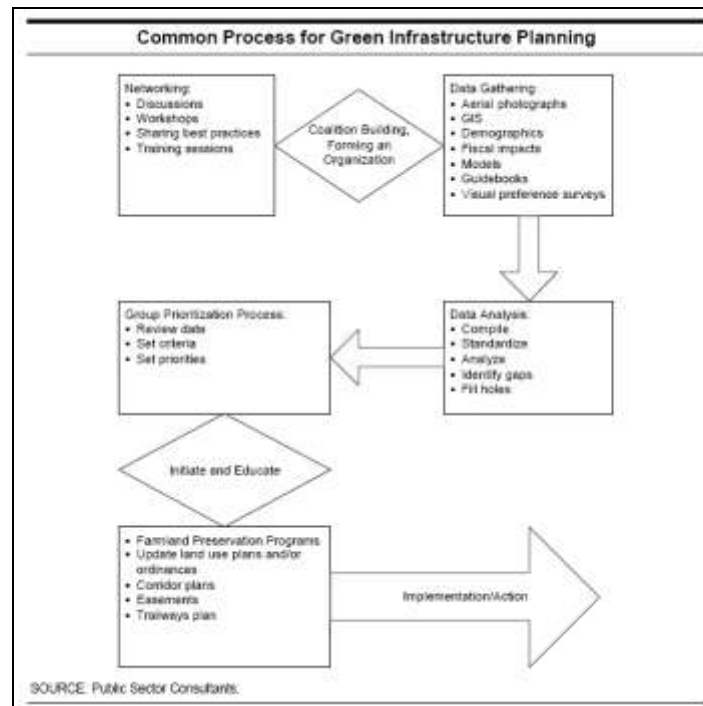 Common Process for Green Infrastructure Planning
Networking:
• Discussions
• Workshops
• Sharing best practices
• Training sessions
Coalition Building,
Forming an
Organization
Data Gathering:
• Aerial photographs
• GIS
• Demographics
• Fiscal impacts
• Models
• Guidebooks
• Visual preference surveys
Data Analysis:
• Compile
• Standardize
• Analyze
• Identify gaps
• Fill holes
Group Prioritization Process:
• Review date
• Set criteria
• Set priorities
Initiate and Educate
• Farmland Preservation Programs
• Update land use plans and/or
ordinances
• Corridor plans
• Easements
• Trailways plan
Implementation/Action
SOURCE: Public Sector Consultants.